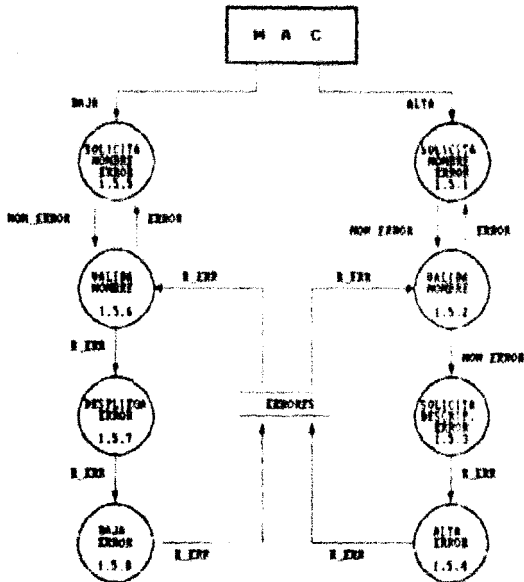 M A C
BAJA
ALTA
SOLICITA
NOMBRE
ERROR
1.5.5
SOLICITA
NOMBRE
ERROR
1.5.1
NOM_ERROR
ERROR
NOM_ERROR
ERROR
VALIDA
NOMBRE
1.5.6
R_ERR
R_ERR
VALIDA
NOMBRE
1.5.2
R_ERR
NOM_ERROR
DESPLIEGA
ERROR
1.5.7
ERRORES
SOLICITA
DESCRIP.
ERROR
1.5.3
R_ERR
R_ERR
BAJA
ERROR
1.5.8
R_ERR
R_ERR
ALTA
ERROR
1.5.4